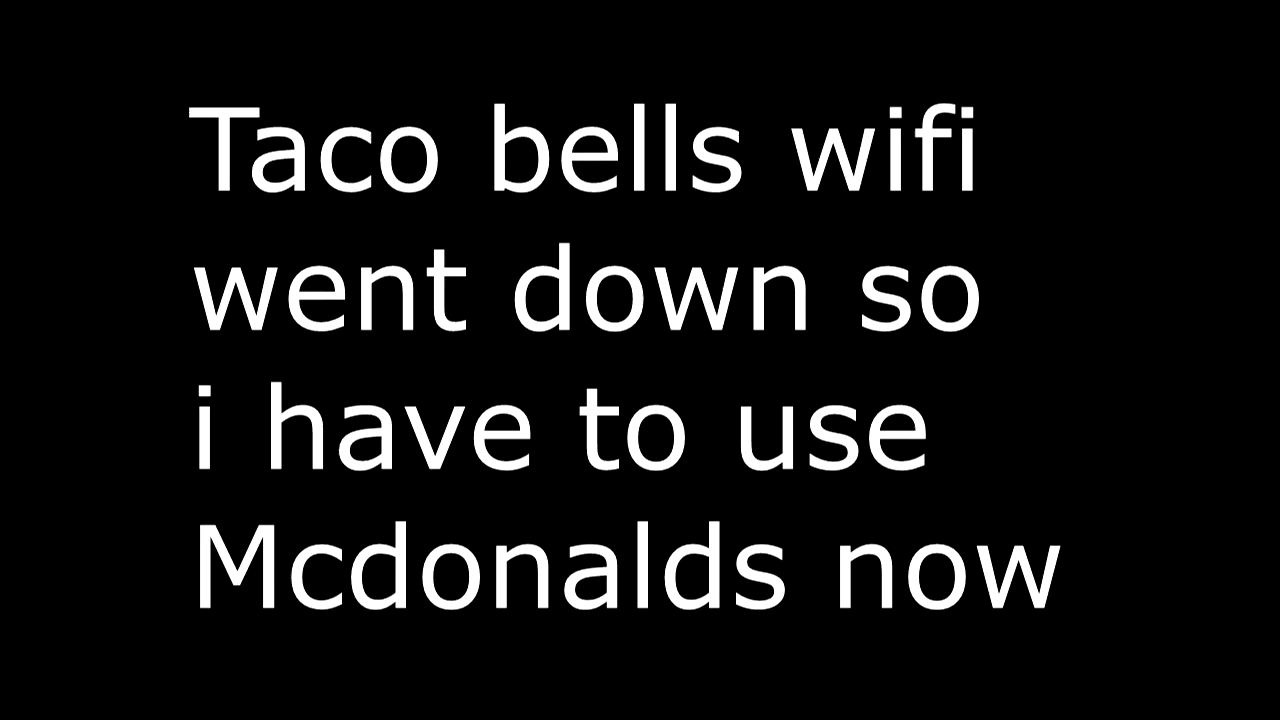 Taco bells wifi
went down so
i have to use
Mcdonalds now